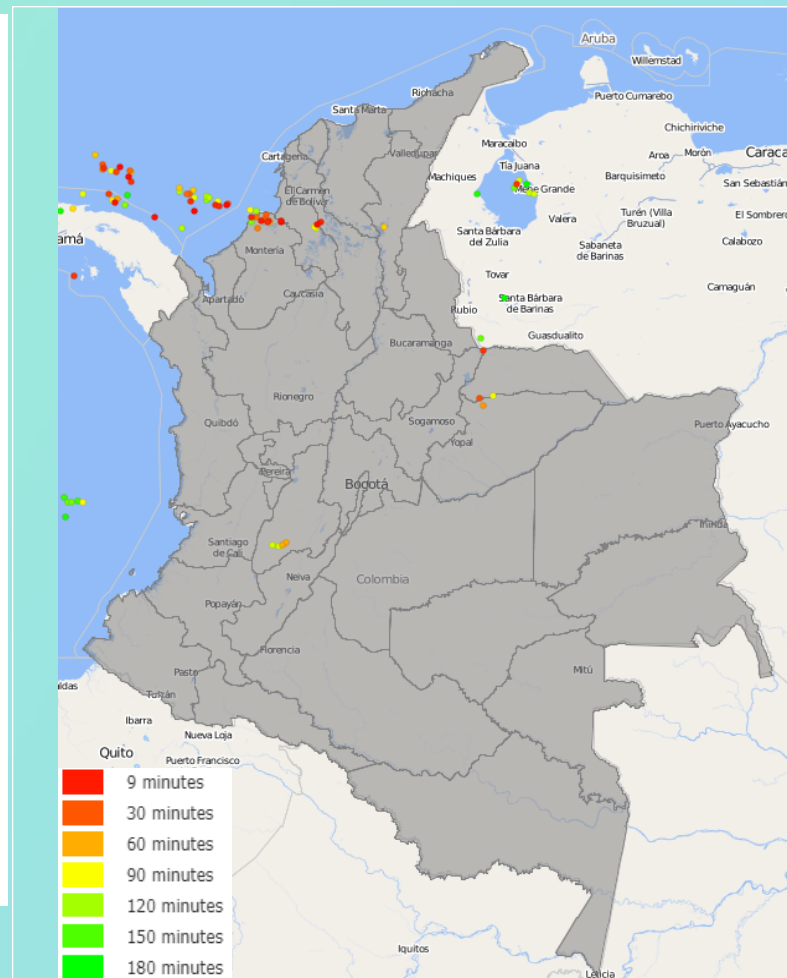 Aruba
Willemstad
Riohacha
Puerto Cumarebo
Santa Marta
Chichiriviche
Maracaibo
Cartagena
Valledupar
Aroa
Morón
Caraca
Tía Juana
Machiques
Barquisimeto
San Sebastián
El Carmen
de Bolívar
Mene Grande
Turén (Villa
Bruzual)
El Sombrero
Valera
Santa Bárbara
del Zulia
Sabaneta
de Barinas
Calabozo
amá
Montería
Tovar
Camaguán
Apartadó
Caucasia
Rubio
Santa Bárbara
de Barinas
Guasdualito
Bucaramanga
Rionegro
Quibdó
Sogamoso
Puerto Ayacucho
Yopal
Pereira
Bogotá
Inírida
Santiago
de Cali
Neiva
Colombia
Popayán
Florencia
Mitú
Pasto
aldas
Tulcán
Ibarra
Nueva Loja
Quito
Puerto Francisco
9 minutes
30 minutes
60 minutes
90 minutes
120 minutes
150 minutes
180 minutes
Iquitos
Leticia